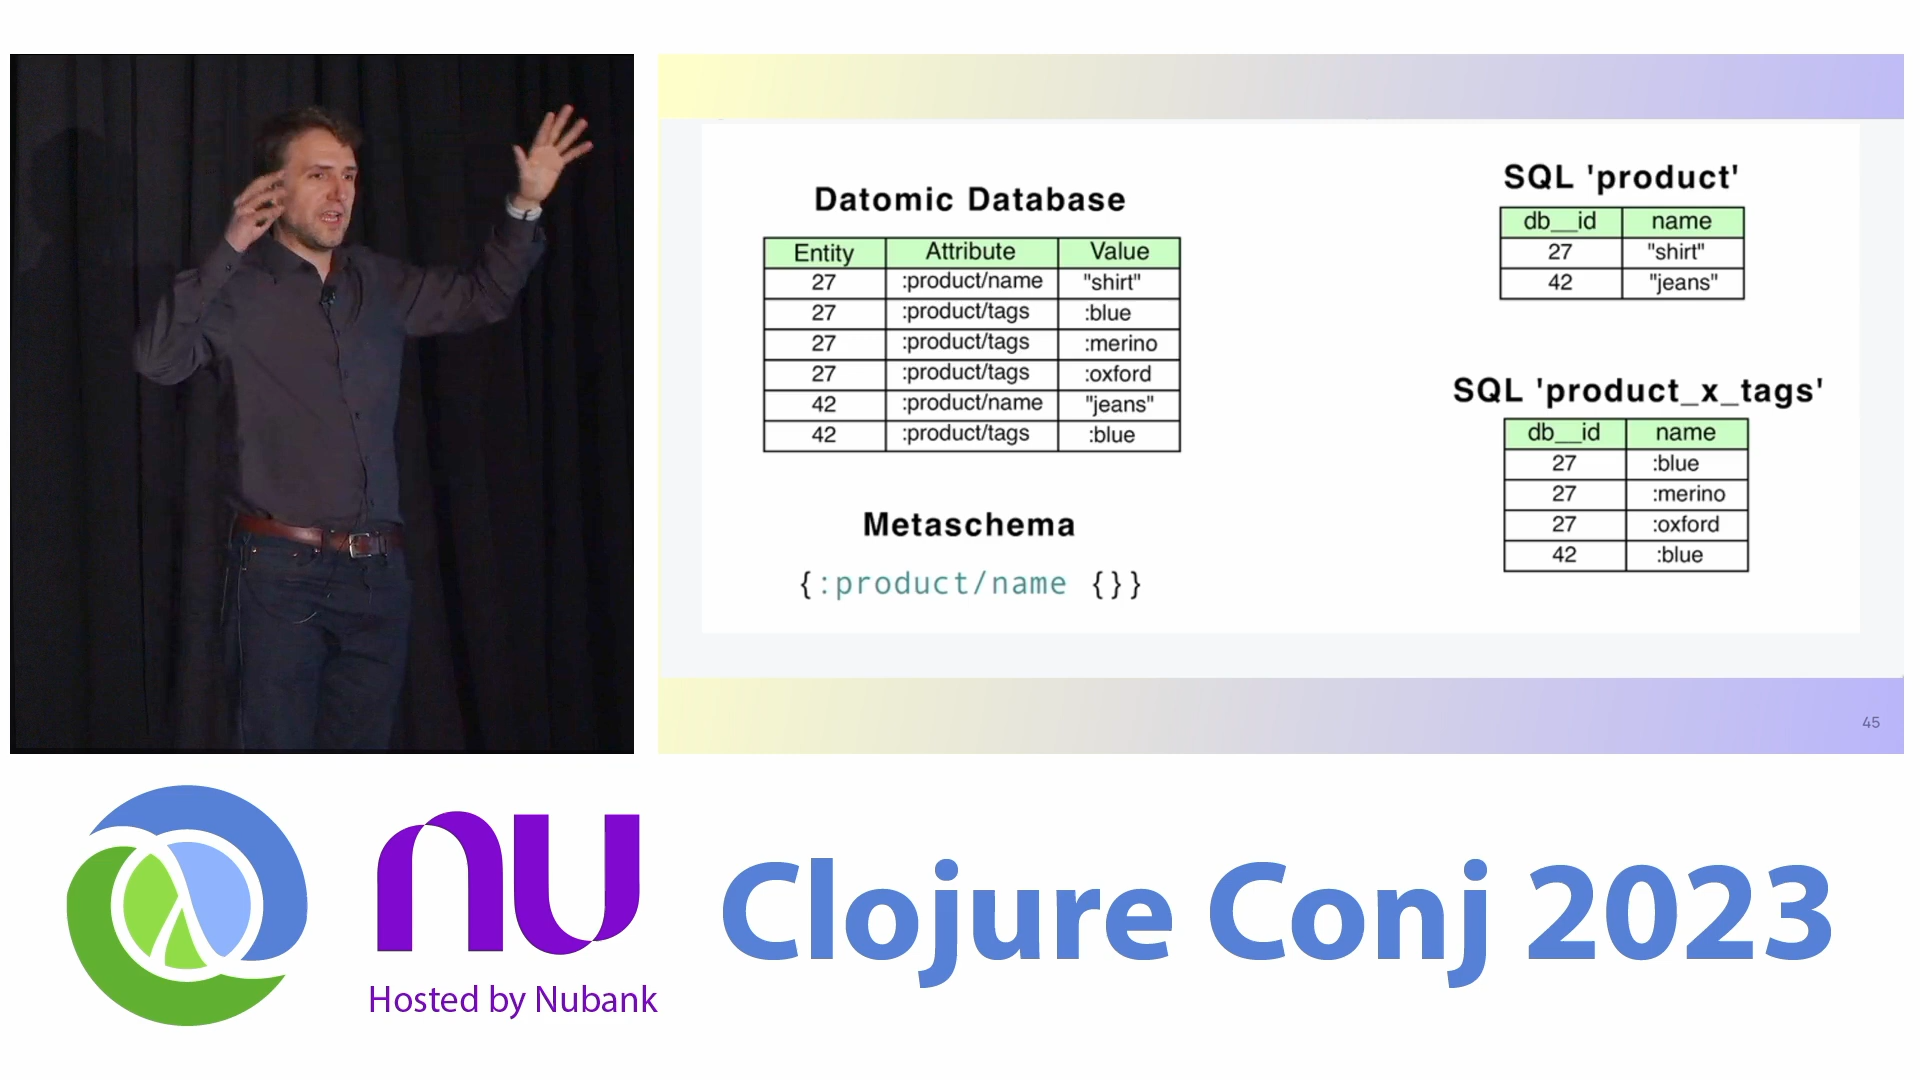 Datomic Database
Entity Attribute Value
27 :product/name "shirt"
27 :product/tags :blue
27 :product/tags :merino
27 :product/tags :oxford
42 :product/name "jeans"
42 :product/tags :blue
Metaschema
{:product/name {}}
SQL 'product'
db__id name
27 "shirt"
42 "jeans"
SQL 'product_x_tags'
db__id name
27 :blue
27 :merino
27 :oxford
42 :blue
45
nu
Hosted by Nubank
Clojure Conj 2023